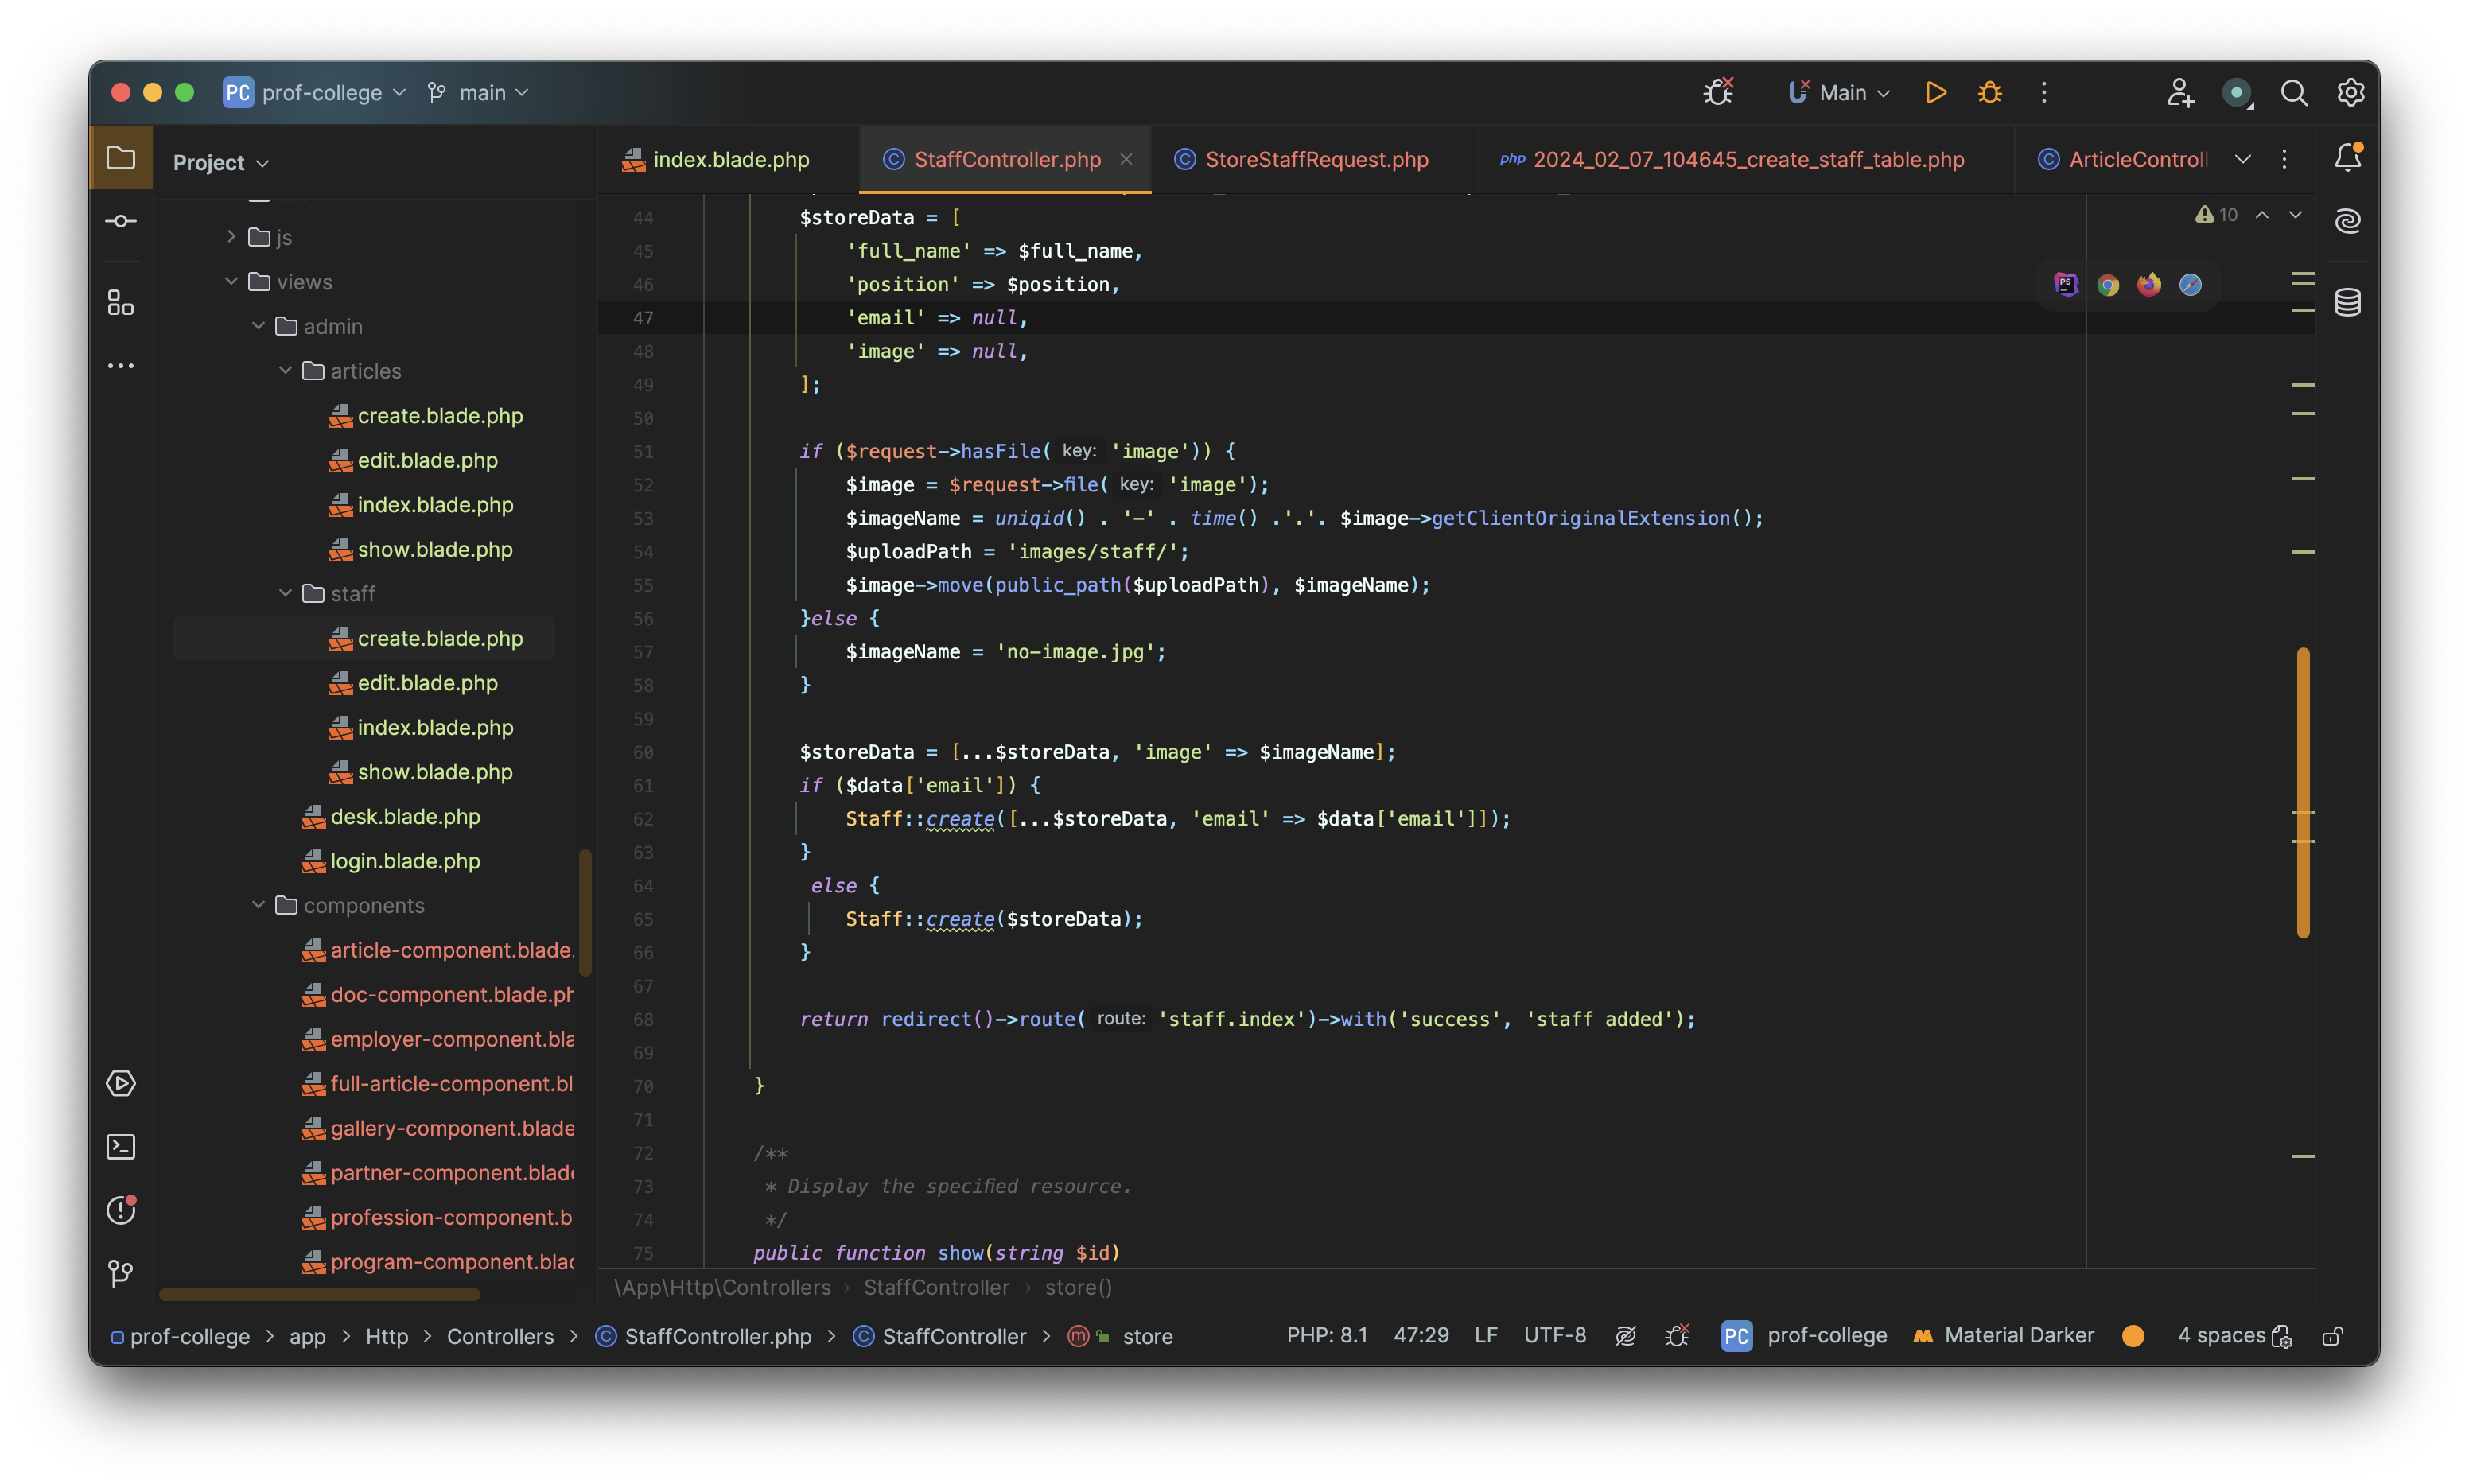 PC prof-college main Main
Project
index.blade.php StaffController.php StoreStaffRequest.php php 2024_02_07_104645_create_staff_table.php ArticleControll
js
views
admin
articles
create.blade.php
edit.blade.php
index.blade.php
show.blade.php
staff
create.blade.php
edit.blade.php
index.blade.php
show.blade.php
desk.blade.php
login.blade.php
components
article-component.blade.
doc-component.blade.ph
employer-component.bla
full-article-component.bl
gallery-component.blade
partner-component.blade
profession-component.b
program-component.blad
10
44 $storeData = [
45 'full_name' => $full_name,
46 'position' => $position,
47 'email' => null,
48 'image' => null,
49 ];
50
51 if ($request->hasFile( key: 'image')) {
52 $image = $request->file( key: 'image');
53 $imageName = uniqid() . '-' . time() .'.'. $image->getClientOriginalExtension();
54 $uploadPath = 'images/staff/';
55 $image->move(public_path($uploadPath), $imageName);
56 }else {
57 $imageName = 'no-image.jpg';
58 }
59
60 $storeData = [...$storeData, 'image' => $imageName];
61 if ($data['email']) {
62 Staff::create([...$storeData, 'email' => $data['email']]);
63 }
64 else {
65 Staff::create($storeData);
66 }
67
68 return redirect()->route( route: 'staff.index')->with('success', 'staff added');
69
70 }
71
72 /**
73 * Display the specified resource.
74 */
75 public function show(string $id)
\App\Http\Controllers › StaffController › store()
prof-college > app > Http > Controllers > StaffController.php > StaffController > store PHP: 8.1 47:29 LF UTF-8 PC prof-college Material Darker 4 spaces